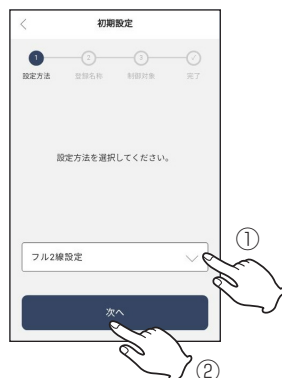 初期設定
1 2 3
設定方法 登録名称 制御対象 完了
設定方法を選択してください。
フル2線設定
①
次へ
②